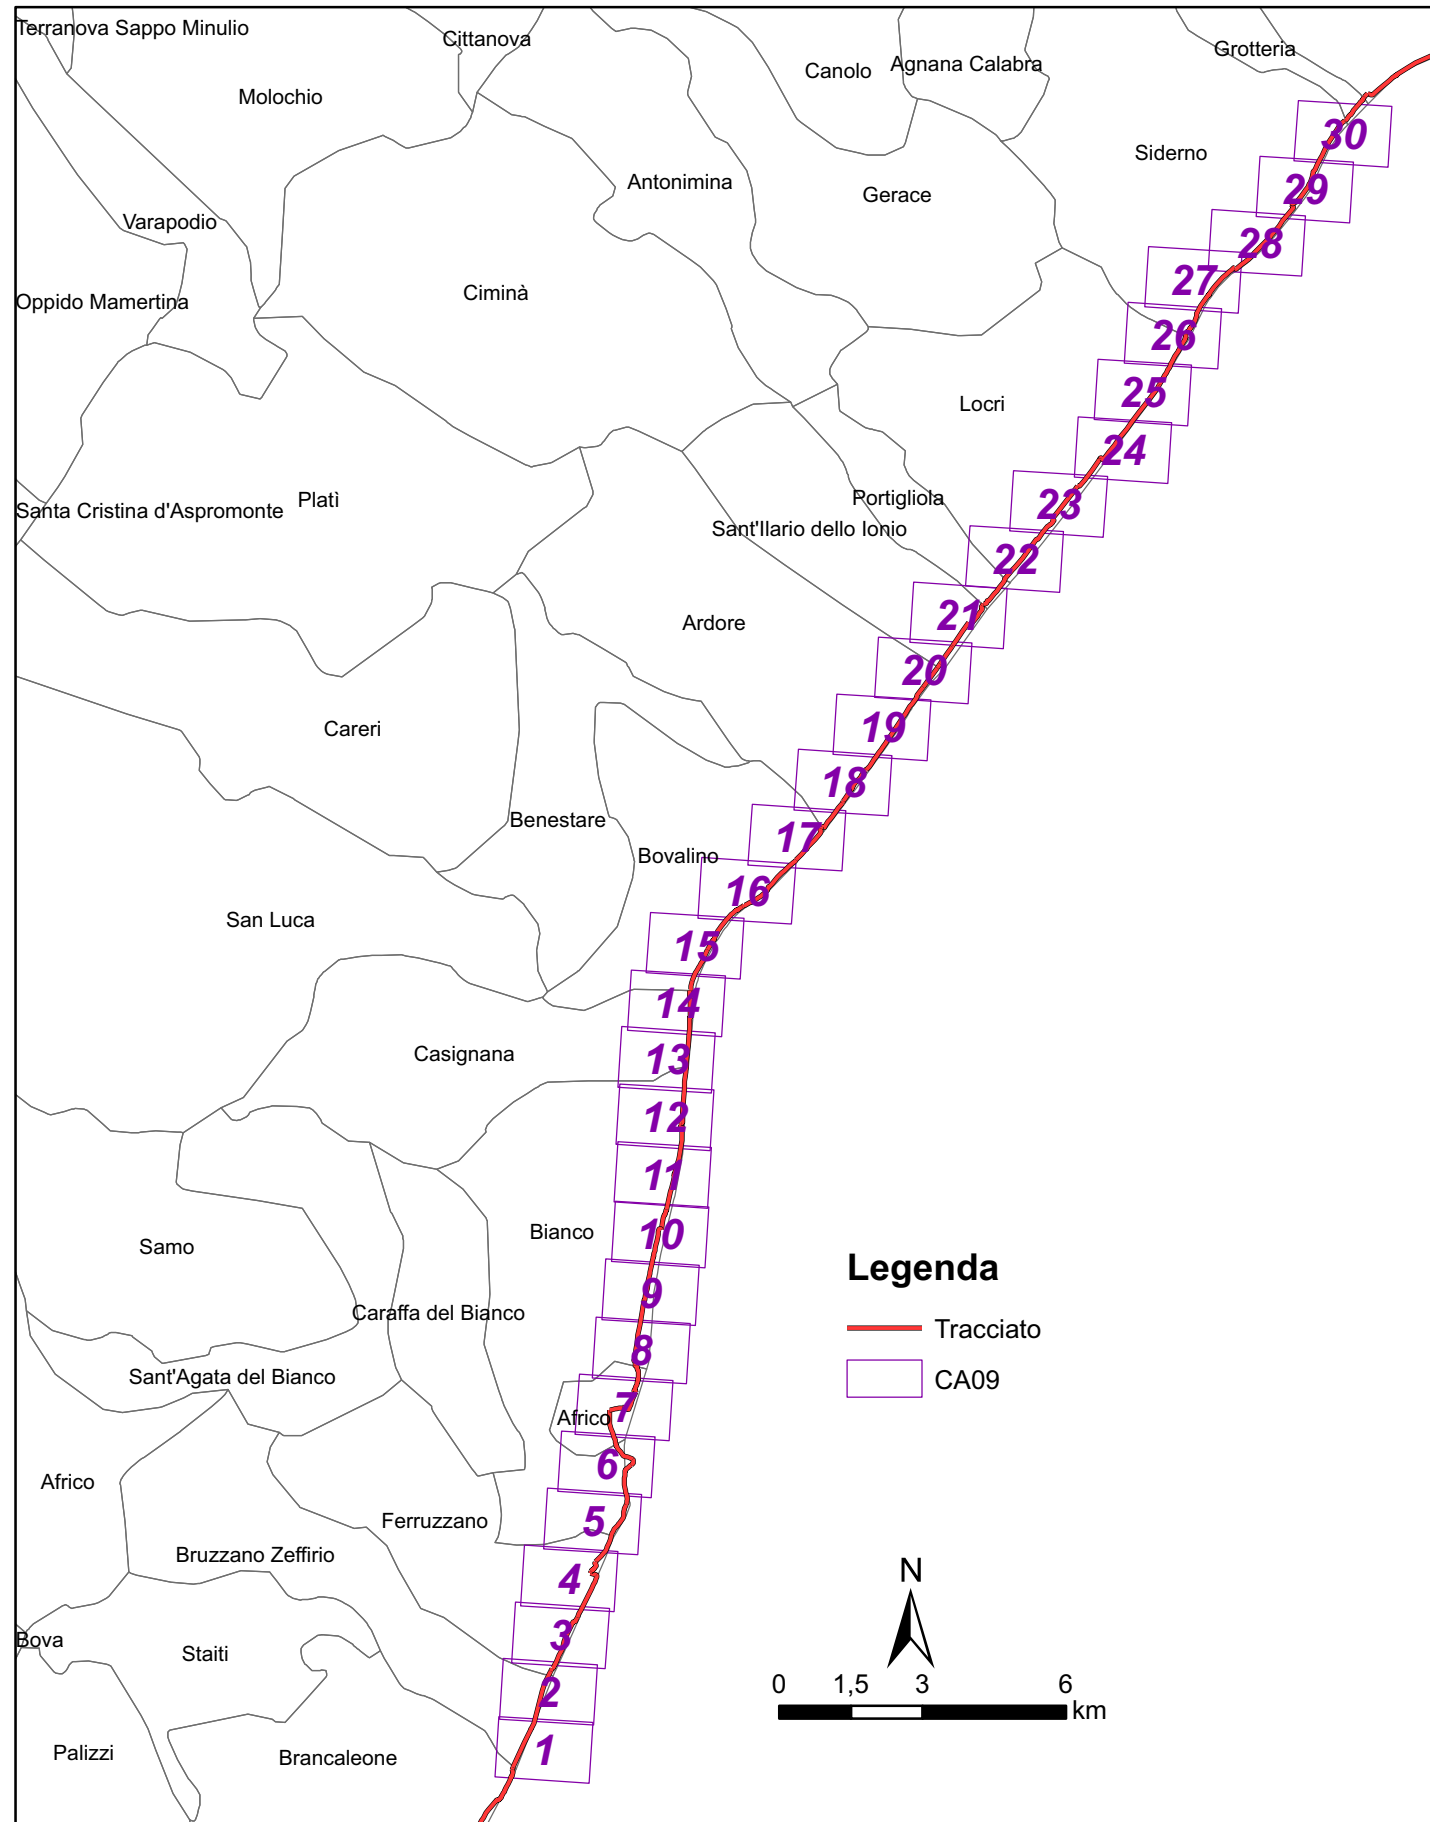 Terranova Sappo Minulio
Cittanova
Grotteria
Canolo
Agnana Calabra
Molochio
30
Siderno
Antonimina
29
Gerace
Varapodio
28
27
Ciminà
Oppido Mamertina
26
25
Locri
24
Portigliola
Platì
23
Santa Cristina d'Aspromonte
Sant'Ilario dello Ionio
22
21
Ardore
20
Careri
19
18
Benestare
17
Bovalino
16
San Luca
15
14
Casignana
13
12
11
Bianco
10
Samo
Legenda
9
Caraffa del Bianco
Tracciato
8
Sant'Agata del Bianco
CA09
7
Africo
6
Africo
5
Ferruzzano
Bruzzano Zeffirio
N
4
3
Bova
Staiti
0 1,5 3 6
km
2
1
Palizzi
Brancaleone